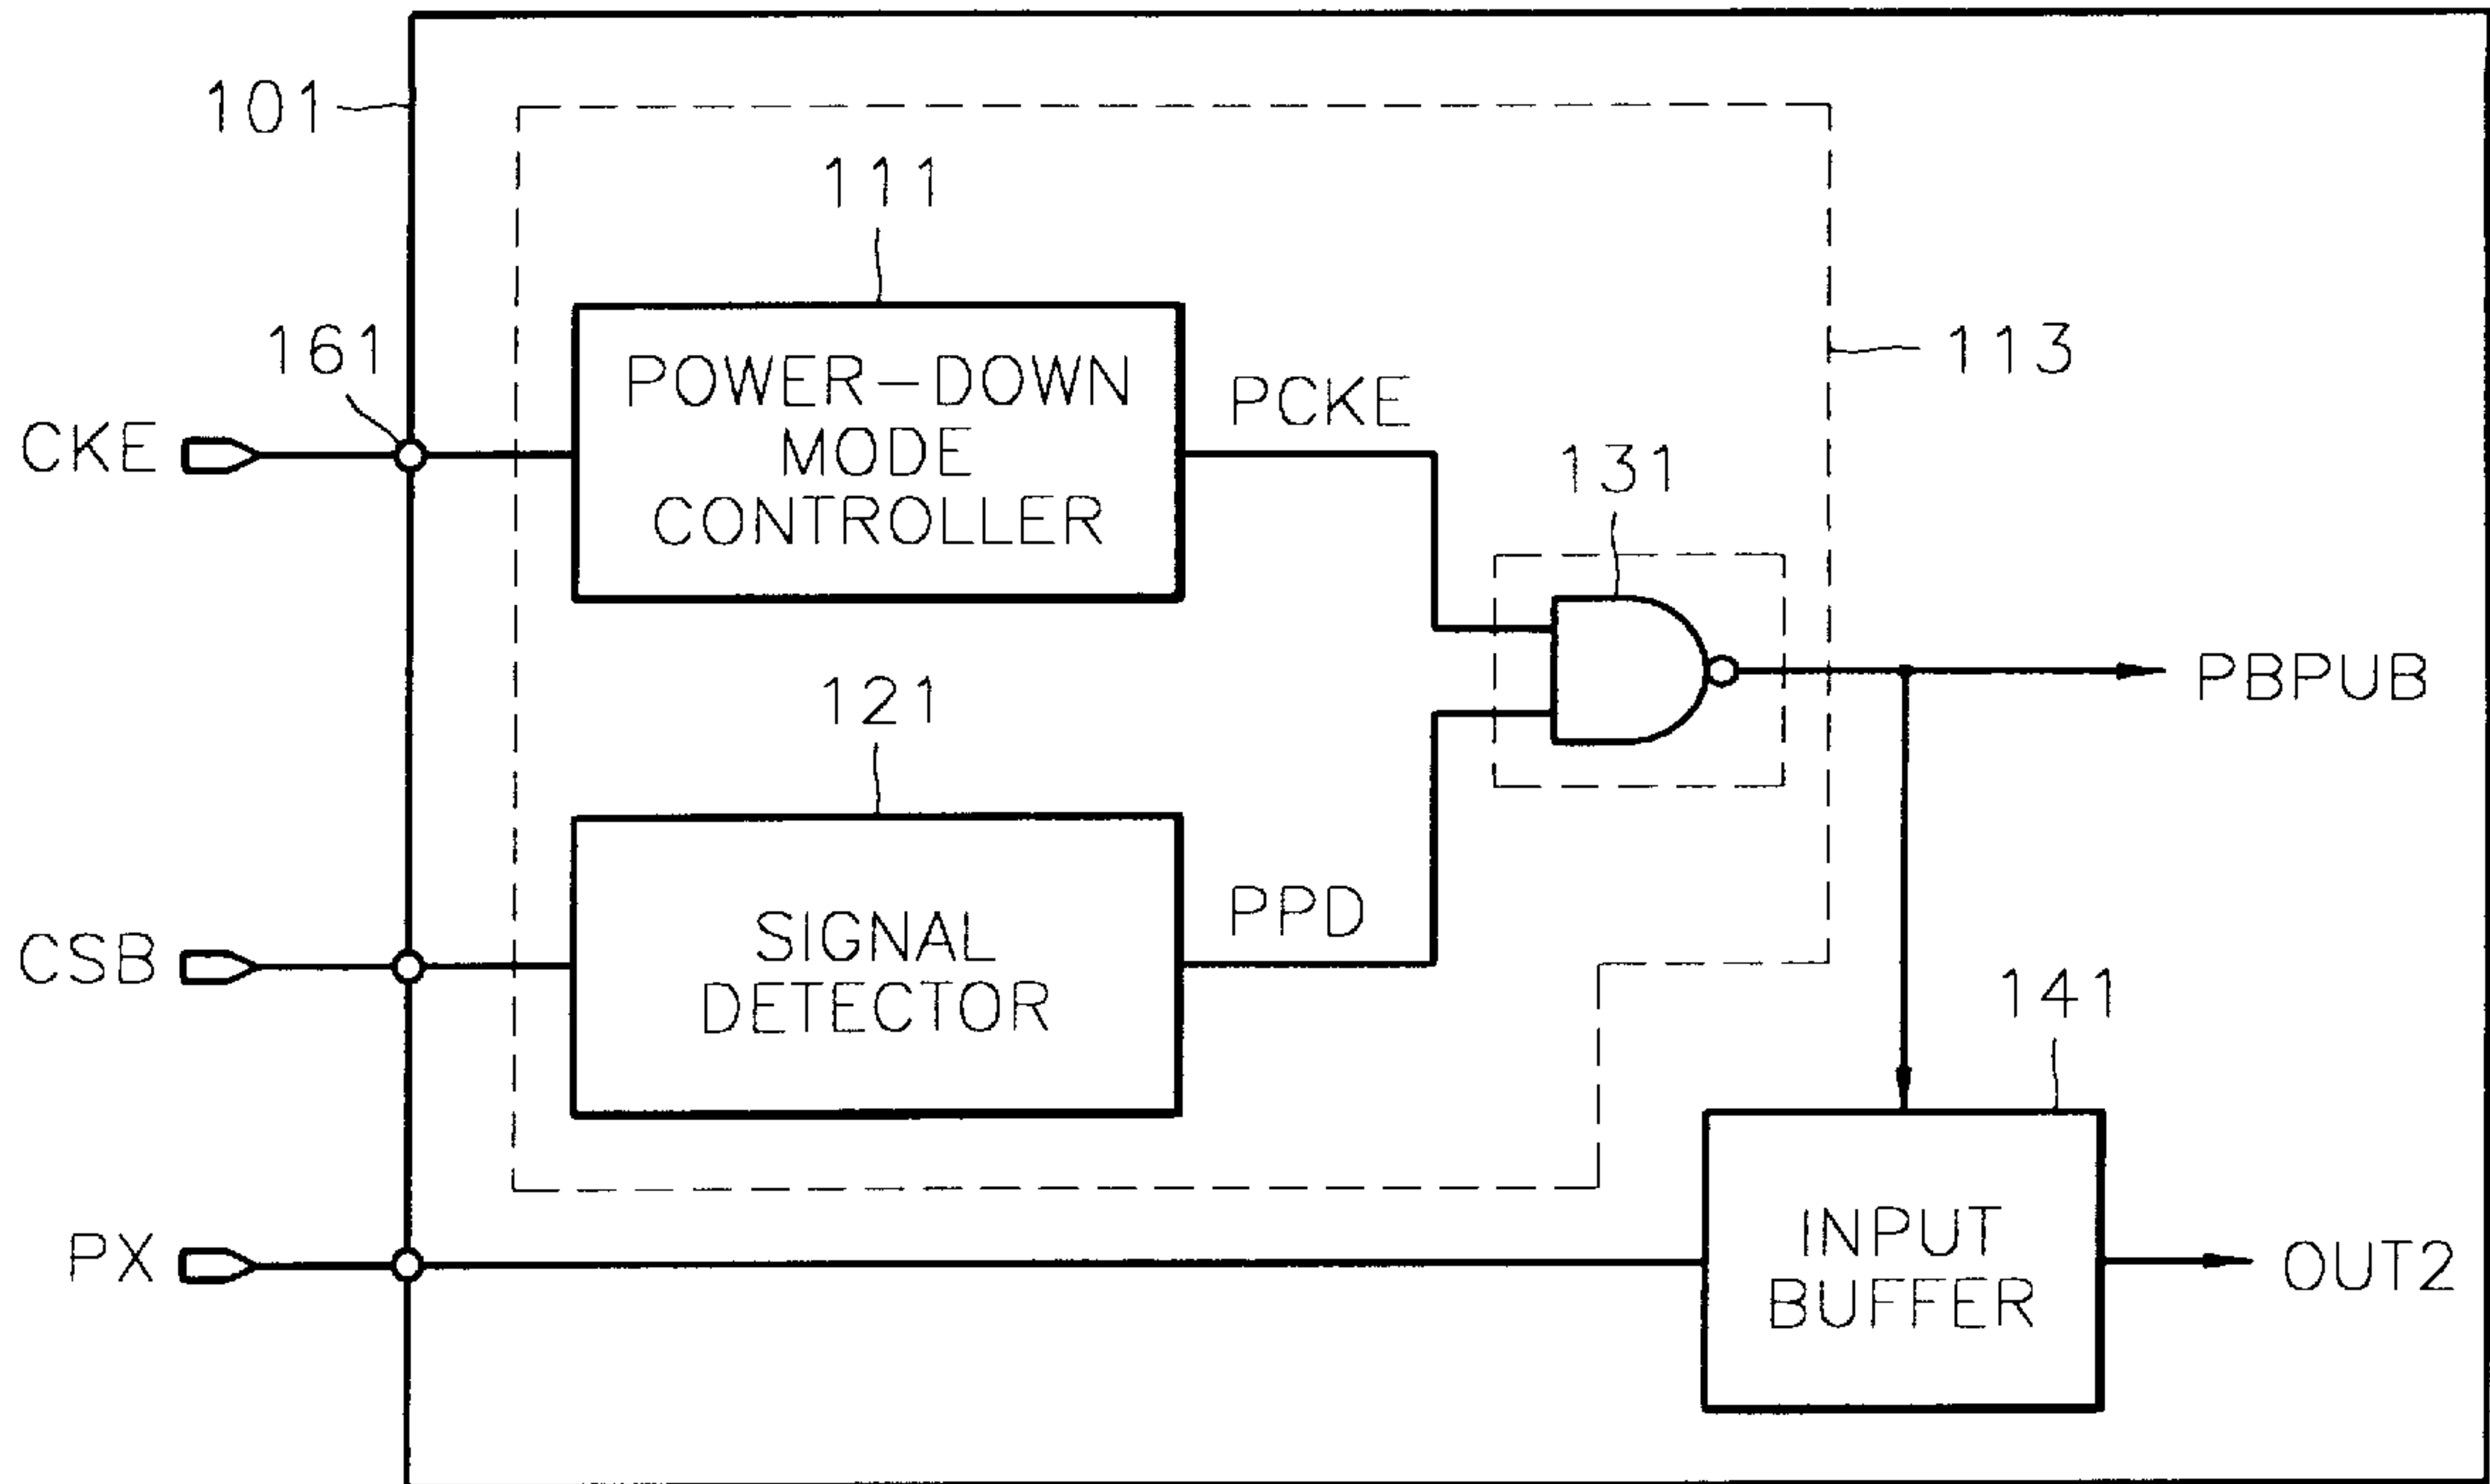 101
111
161
POWER-DOWN
MODE
CONTROLLER
PCKE
113
CKE
131
121
PBPUB
SIGNAL
DETECTOR
PPD
CSB
141
PX
INPUT
BUFFER
OUT2